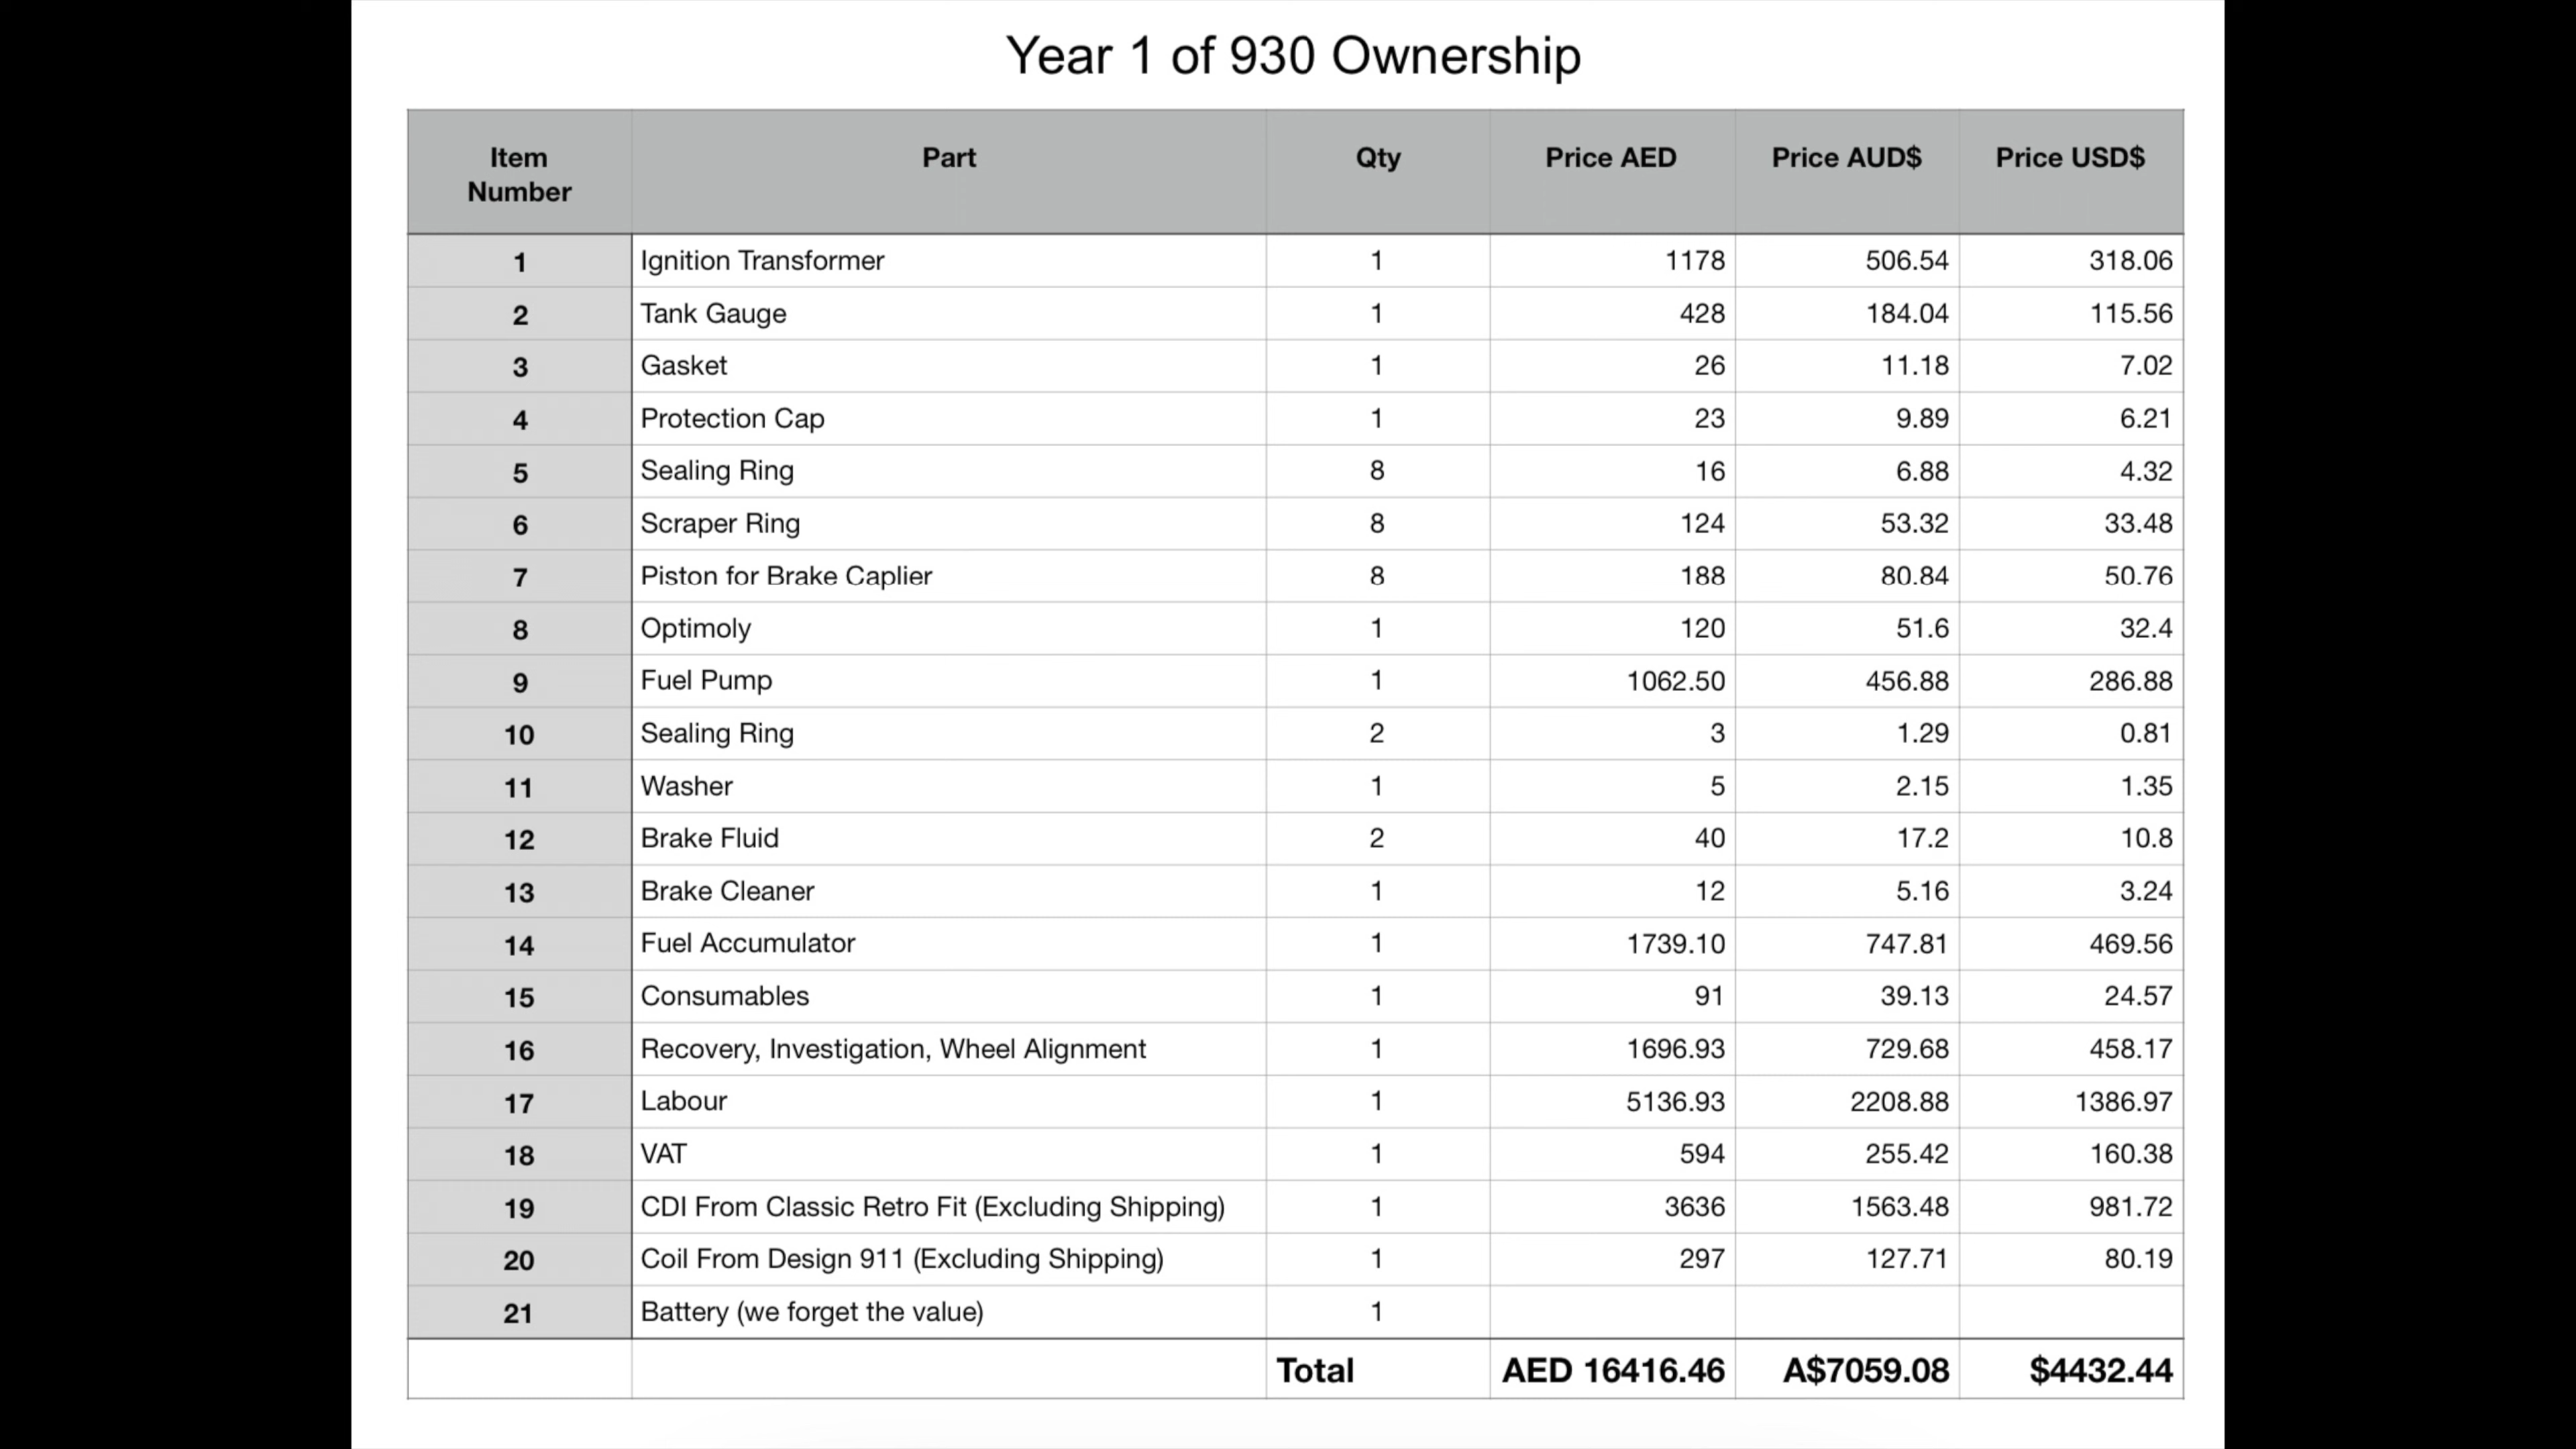 Year 1 of 930 Ownership
Item Number Part Qty Price AED Price AUD$ Price USD$
1 Ignition Transformer 1 1178 506.54 318.06
2 Tank Gauge 1 428 184.04 115.56
3 Gasket 1 26 11.18 7.02
4 Protection Cap 1 23 9.89 6.21
5 Sealing Ring 8 16 6.88 4.32
6 Scraper Ring 8 124 53.32 33.48
7 Piston for Brake Caplier 8 188 80.84 50.76
8 Optimoly 1 120 51.6 32.4
9 Fuel Pump 1 1062.50 456.88 286.88
10 Sealing Ring 2 3 1.29 0.81
11 Washer 1 5 2.15 1.35
12 Brake Fluid 2 40 17.2 10.8
13 Brake Cleaner 1 12 5.16 3.24
14 Fuel Accumulator 1 1739.10 747.81 469.56
15 Consumables 1 91 39.13 24.57
16 Recovery, Investigation, Wheel Alignment 1 1696.93 729.68 458.17
17 Labour 1 5136.93 2208.88 1386.97
18 VAT 1 594 255.42 160.38
19 CDI From Classic Retro Fit (Excluding Shipping) 1 3636 1563.48 981.72
20 Coil From Design 911 (Excluding Shipping) 1 297 127.71 80.19
21 Battery (we forget the value) 1
Total AED 16416.46 A$7059.08 $4432.44